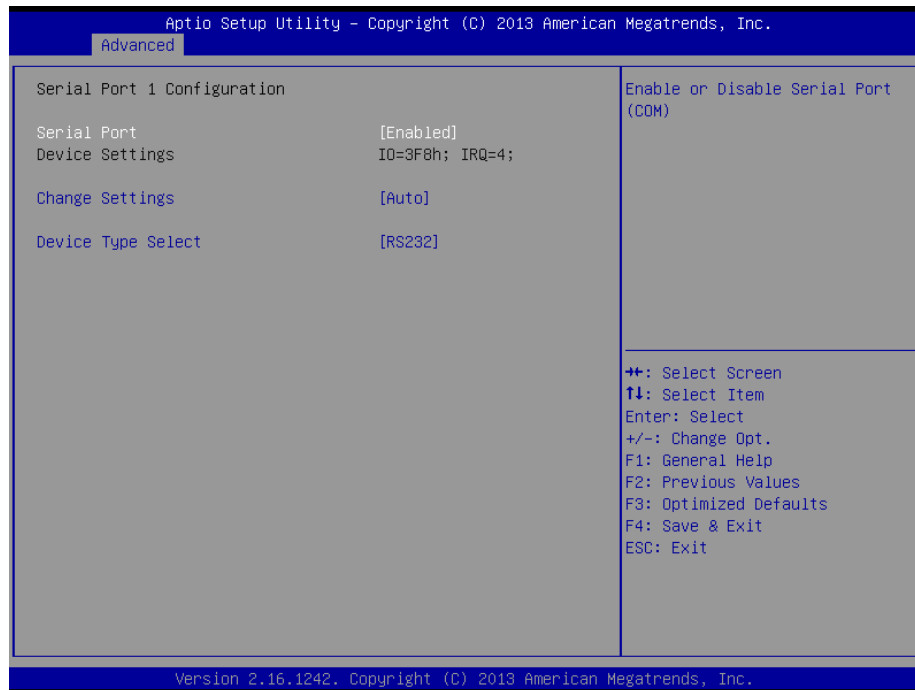 Aptio Setup Utility – Copyright (C) 2013 American Megatrends, Inc.
Advanced
Serial Port 1 Configuration
Serial Port [Enabled]
Device Settings IO=3F8h; IRQ=4;
Change Settings [Auto]
Device Type Select [RS232]
Enable or Disable Serial Port
(COM)
→←: Select Screen
↑↓: Select Item
Enter: Select
+/-: Change Opt.
F1: General Help
F2: Previous Values
F3: Optimized Defaults
F4: Save & Exit
ESC: Exit
Version 2.16.1242. Copyright (C) 2013 American Megatrends, Inc.